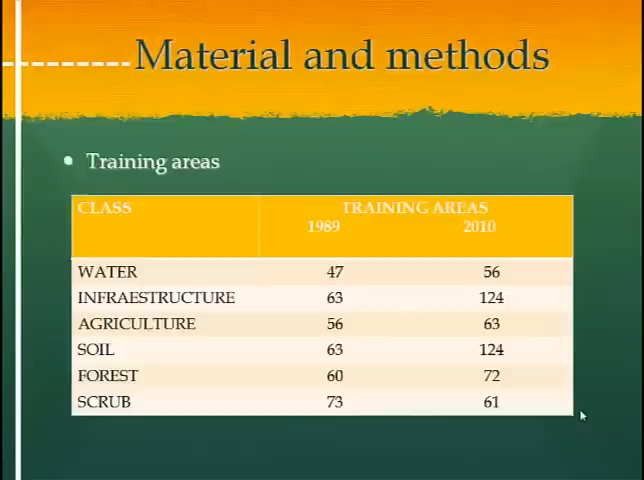 Material and methods
• Training areas
CLASS TRAINING AREAS
1989 2010
WATER 47 56
INFRAESTRUCTURE 63 124
AGRICULTURE 56 63
SOIL 63 124
FOREST 60 72
SCRUB 73 61